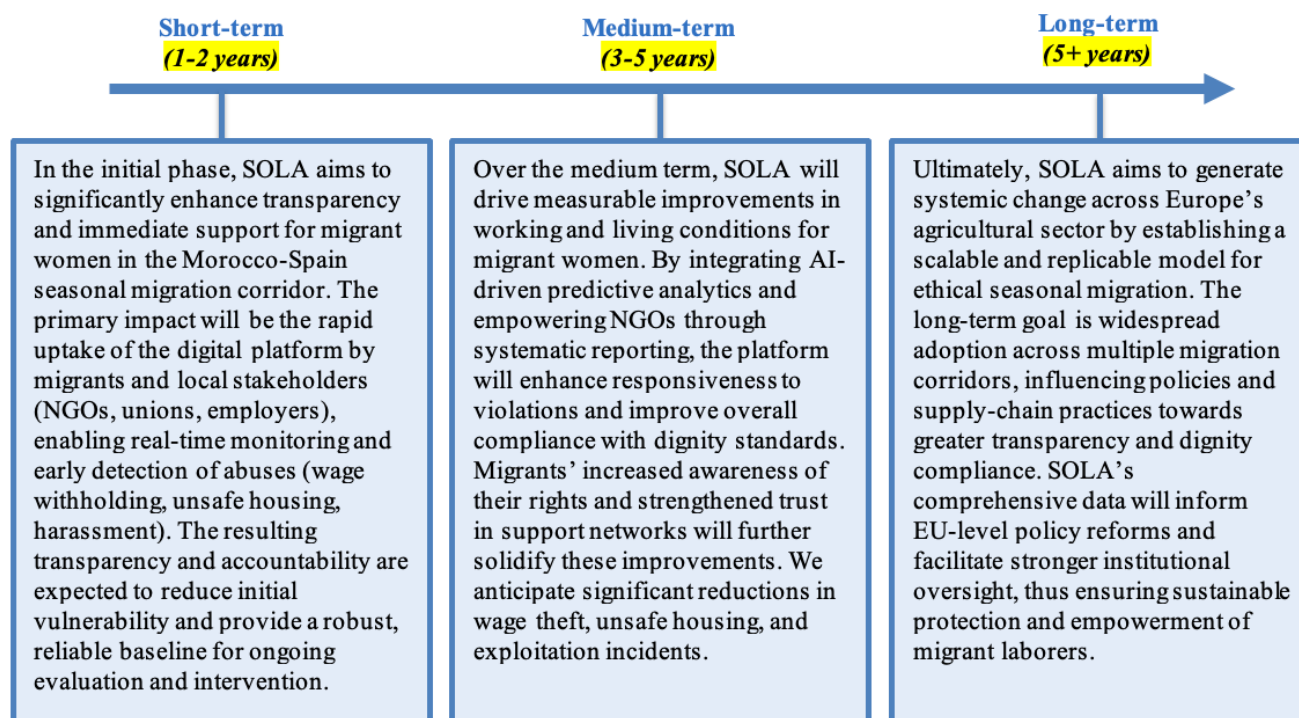 Short-term
(1-2 years)
Medium-term
(3-5 years)
Long-term
(5+ years)
In the initial phase, SOLA aims to
significantly enhance transparency
and immediate support for migrant
women in the Morocco-Spain
seasonal migration corridor. The
primary impact will be the rapid
uptake of the digital platform by
migrants and local stakeholders
(NGOs, unions, employers),
enabling real-time monitoring and
early detection of abuses (wage
withholding, unsafe housing,
harassment). The resulting
transparency and accountability are
expected to reduce initial
vulnerability and provide a robust,
reliable baseline for ongoing
evaluation and intervention.
Over the medium term, SOLA will
drive measurable improvements in
working and living conditions for
migrant women. By integrating AI-
driven predictive analytics and
empowering NGOs through
systematic reporting, the platform
will enhance responsiveness to
violations and improve overall
compliance with dignity standards.
Migrants’ increased awareness of
their rights and strengthened trust
in support networks will further
solidify these improvements. We
anticipate significant reductions in
wage theft, unsafe housing, and
exploitation incidents.
Ultimately, SOLA aims to generate
systemic change across Europe’s
agricultural sector by establishing a
scalable and replicable model for
ethical seasonal migration. The
long-term goal is widespread
adoption across multiple migration
corridors, influencing policies and
supply-chain practices towards
greater transparency and dignity
compliance. SOLA’s
comprehensive data will inform
EU-level policy reforms and
facilitate stronger institutional
oversight, thus ensuring sustainable
protection and empowerment of
migrant laborers.